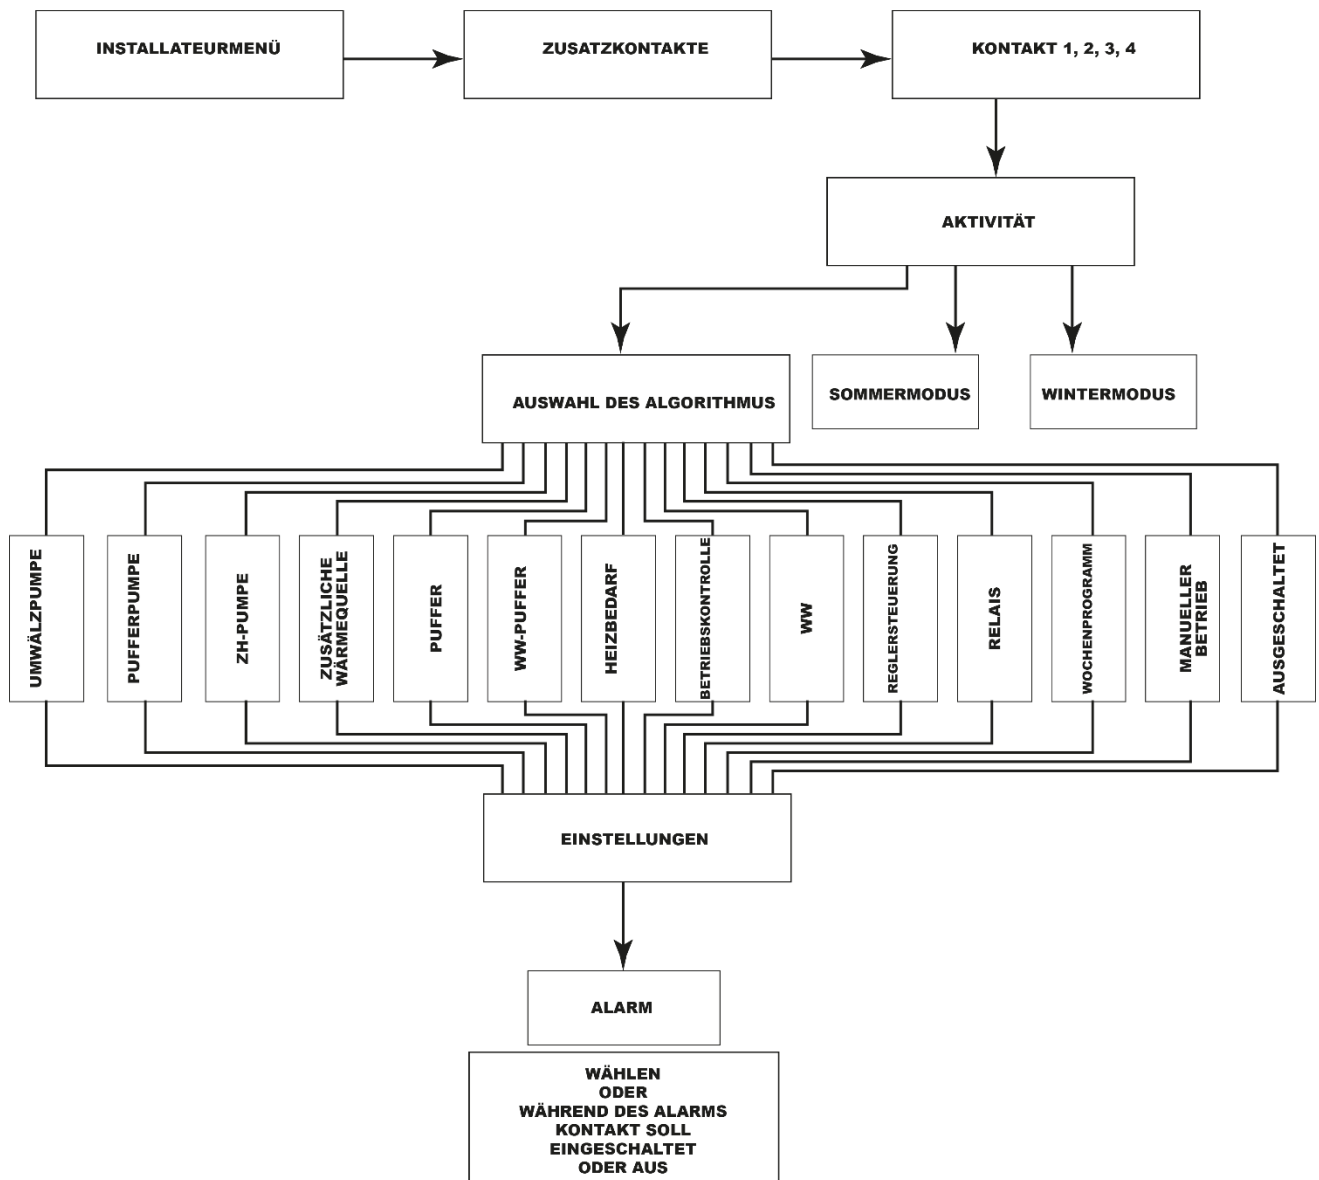 INSTALLATEURMENÜ
ZUSATZKONTAKTE
KONTAKT 1, 2, 3, 4
AKTIVITÄT
AUSWAHL DES ALGORITHMUS
SOMMERMODUS
WINTERMODUS
UMWÄLZPUMPE
PUFFERPUMPE
ZH-PUMPE
ZUSÄTZLICHE
WÄRMEQUELLE
PUFFER
WW-PUFFER
HEIZBEDARF
BETRIEBSKONTROLLE
WW
REGLERSTEUERUNG
RELAIS
WOCHENPROGRAMM
MANUELLER
BETRIEB
AUSGESCHALTET
EINSTELLUNGEN
ALARM
WÄHLEN
ODER
WÄHREND DES ALARMS
KONTAKT SOLL
EINGESCHALTET
ODER AUS